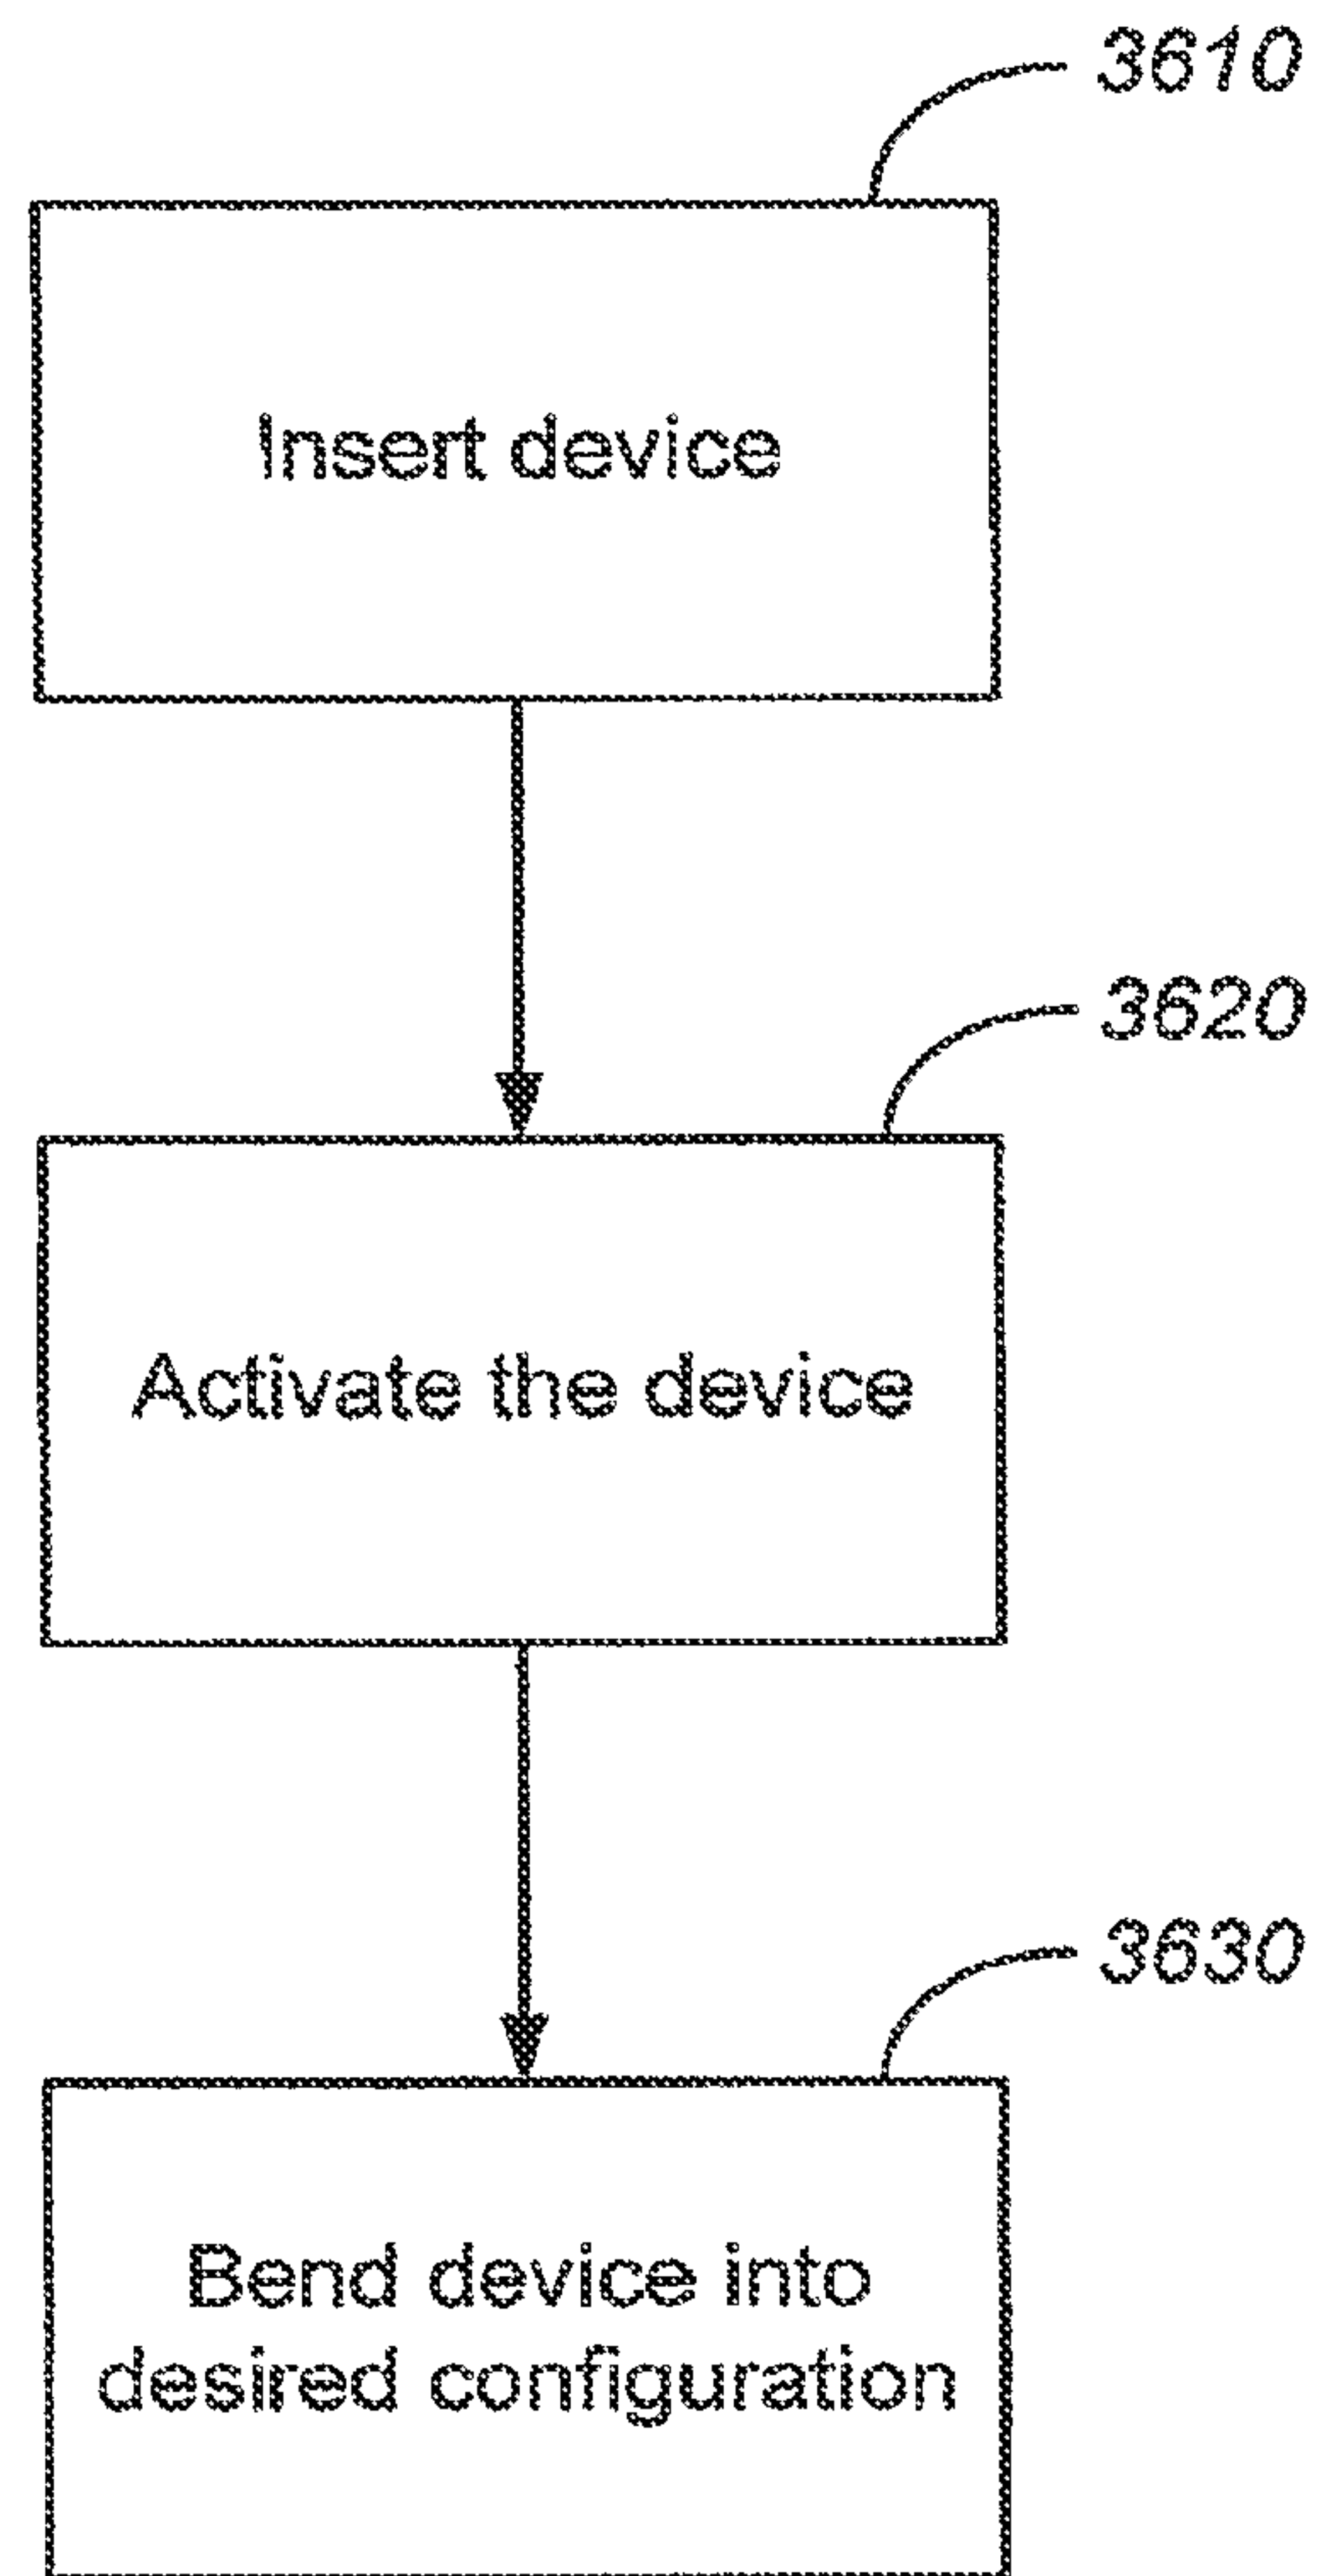 3610
Insert device
3620
Activate the device
3630
Bend device into
desired configuration